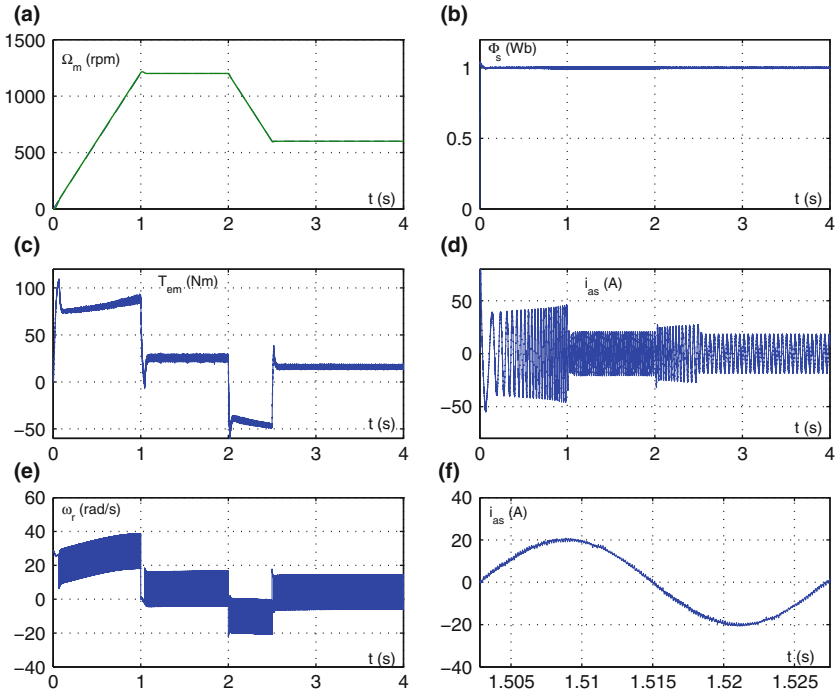 (a)
1500
Ω_m (rpm)
1000
500
0
t (s)
0 1 2 3 4
(b)
Φ_s (Wb)
1
0.5
0
t (s)
0 1 2 3 4
(c)
100
T_em (Nm)
50
0
−50
t (s)
0 1 2 3 4
(d)
i_as (A)
50
0
−50
t (s)
0 1 2 3 4
(e)
60
ω_r (rad/s)
40
20
0
−20
−40
t (s)
0 1 2 3 4
(f)
40
i_as (A)
20
0
−20
−40
t (s)
1.505 1.51 1.515 1.52 1.525